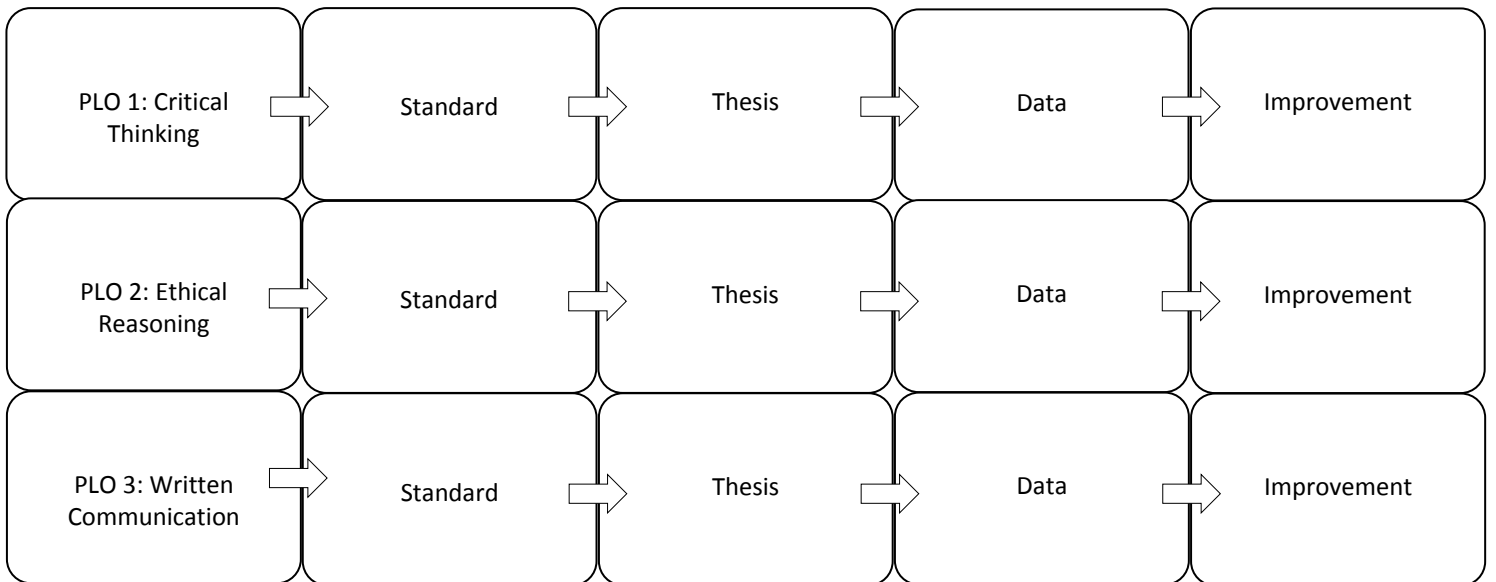 PLO 1: Critical
Thinking
Standard
Thesis
Data
Improvement
PLO 2: Ethical
Reasoning
Standard
Thesis
Data
Improvement
PLO 3: Written
Communication
Standard
Thesis
Data
Improvement